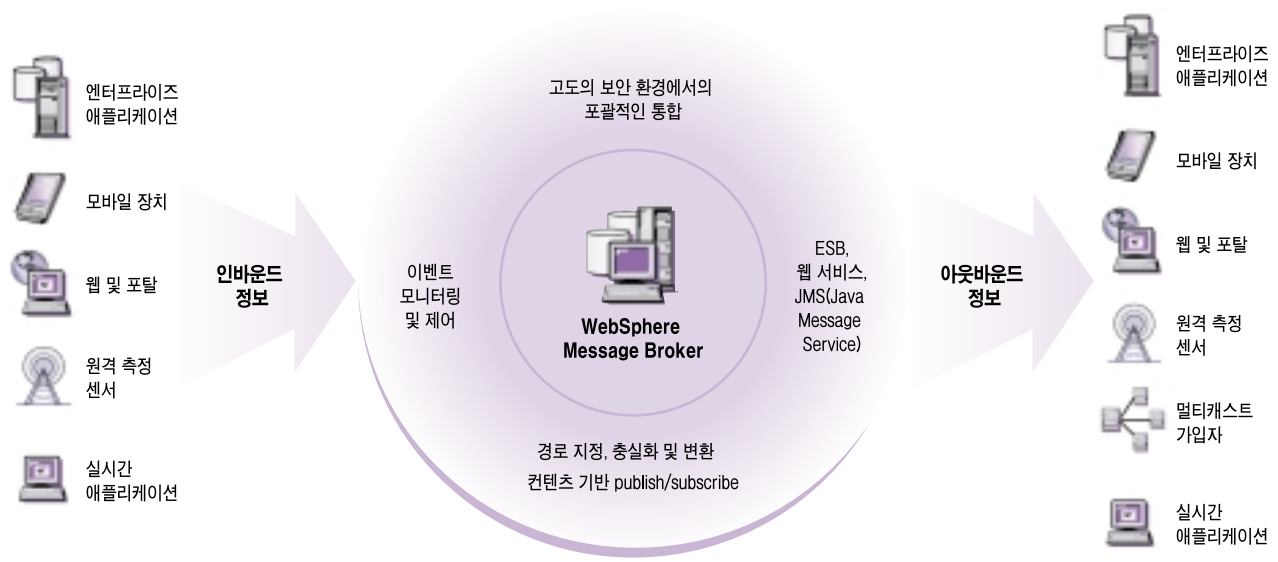 엔터프라이즈
애플리케이션
모바일 장치
웹 및 포탈
원격 측정
센서
실시간
애플리케이션
인바운드
정보
고도의 보안 환경에서의
포괄적인 통합
이벤트
모니터링
및 제어
WebSphere
Message Broker
ESB,
웹 서비스,
JMS(Java
Message
Service)
경로 지정, 충실화 및 변환
컨텐츠 기반 publish/subscribe
아웃바운드
정보
엔터프라이즈
애플리케이션
모바일 장치
웹 및 포탈
원격 측정
센서
멀티캐스트
가입자
실시간
애플리케이션